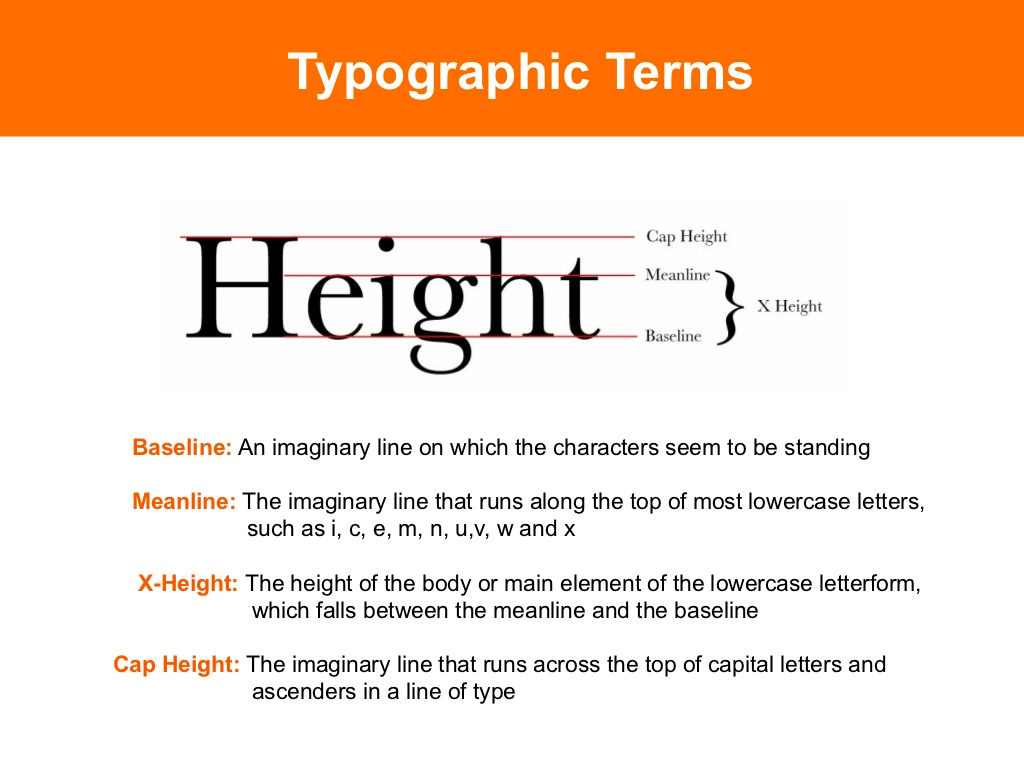 Typographic Terms
Height
Cap Height
Meanline
X Height
Baseline
Baseline: An imaginary line on which the characters seem to be standing
Meanline: The imaginary line that runs along the top of most lowercase letters,
such as i, c, e, m, n, u,v, w and x
X-Height: The height of the body or main element of the lowercase letterform,
which falls between the meanline and the baseline
Cap Height: The imaginary line that runs across the top of capital letters and
ascenders in a line of type